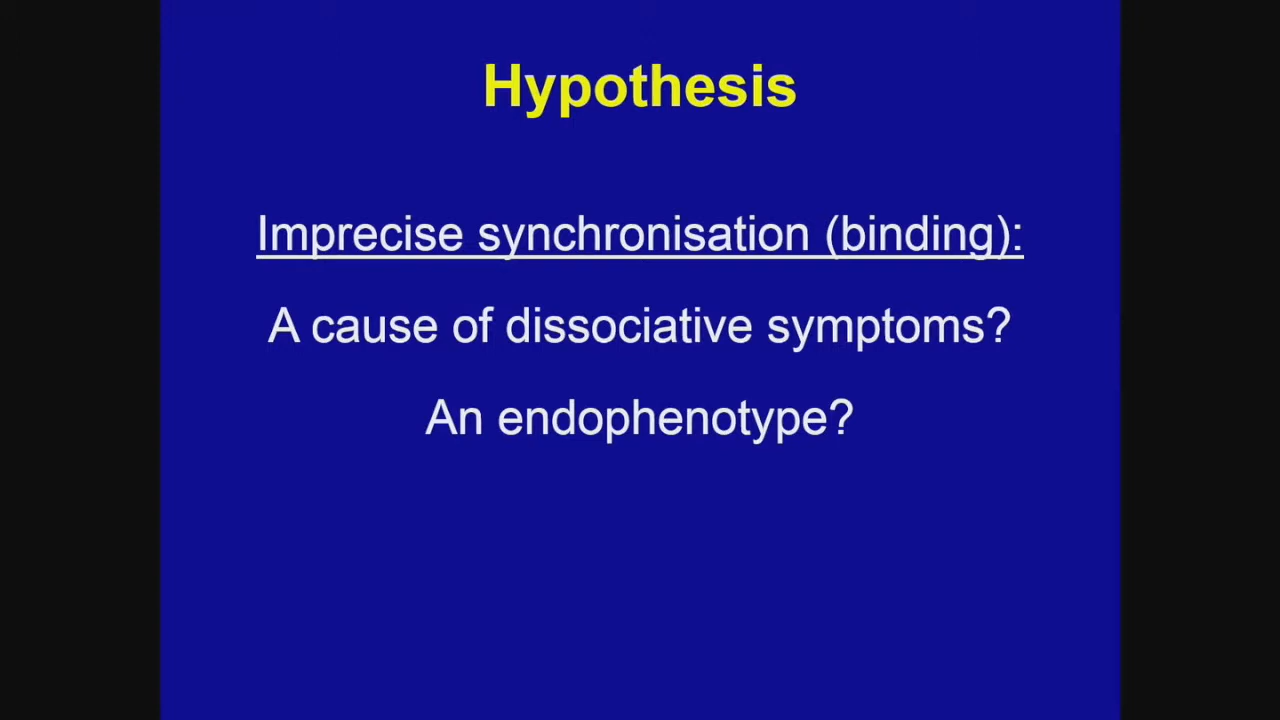 Hypothesis
Imprecise synchronisation (binding):
A cause of dissociative symptoms?
An endophenotype?